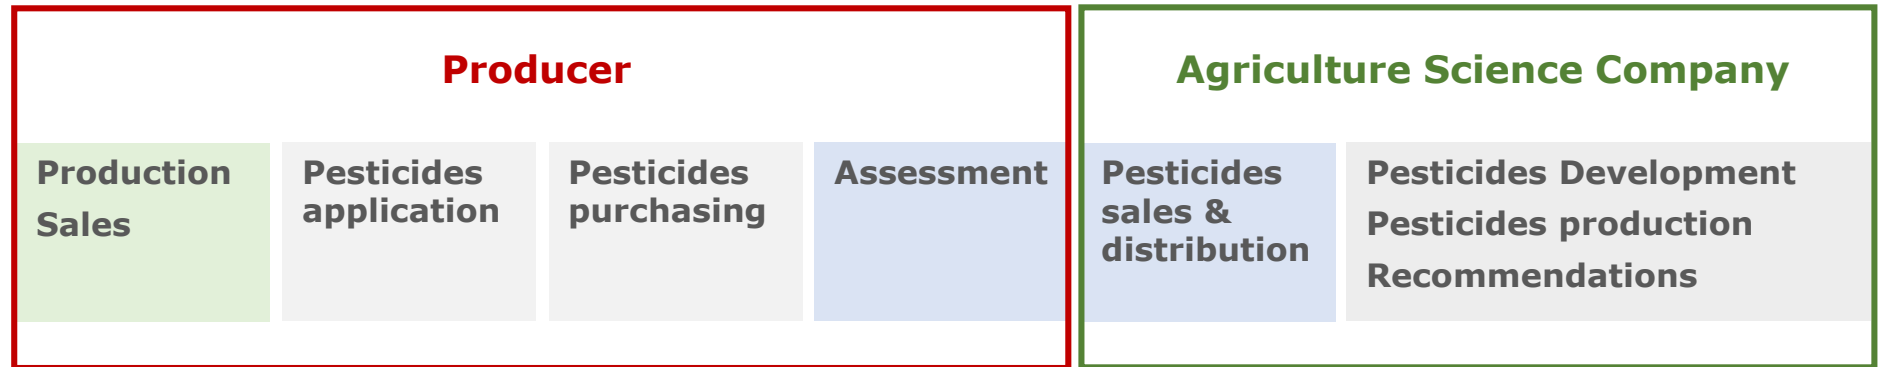 Producer
Agriculture Science Company
Production
Sales
Pesticides
application
Pesticides
purchasing
Assessment
Pesticides
sales &
distribution
Pesticides Development
Pesticides production
Recommendations